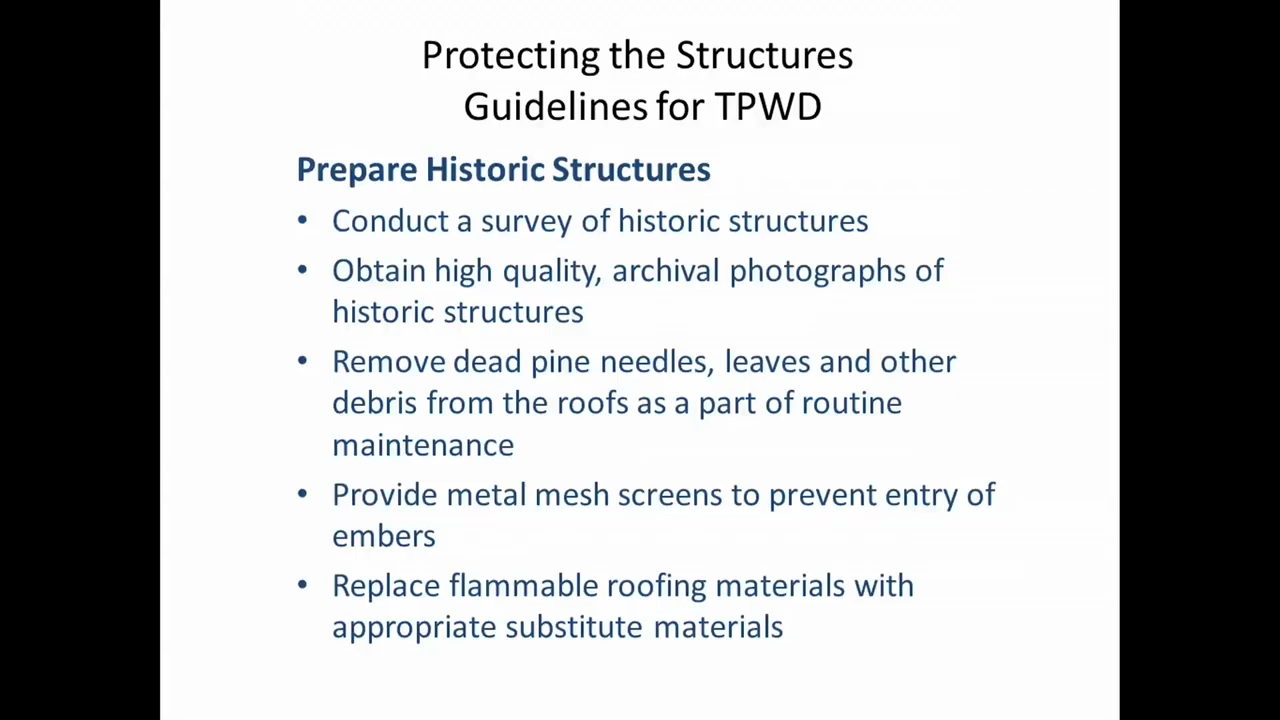 Protecting the Structures
Guidelines for TPWD
Prepare Historic Structures
• Conduct a survey of historic structures
• Obtain high quality, archival photographs of
historic structures
• Remove dead pine needles, leaves and other
debris from the roofs as a part of routine
maintenance
• Provide metal mesh screens to prevent entry of
embers
• Replace flammable roofing materials with
appropriate substitute materials